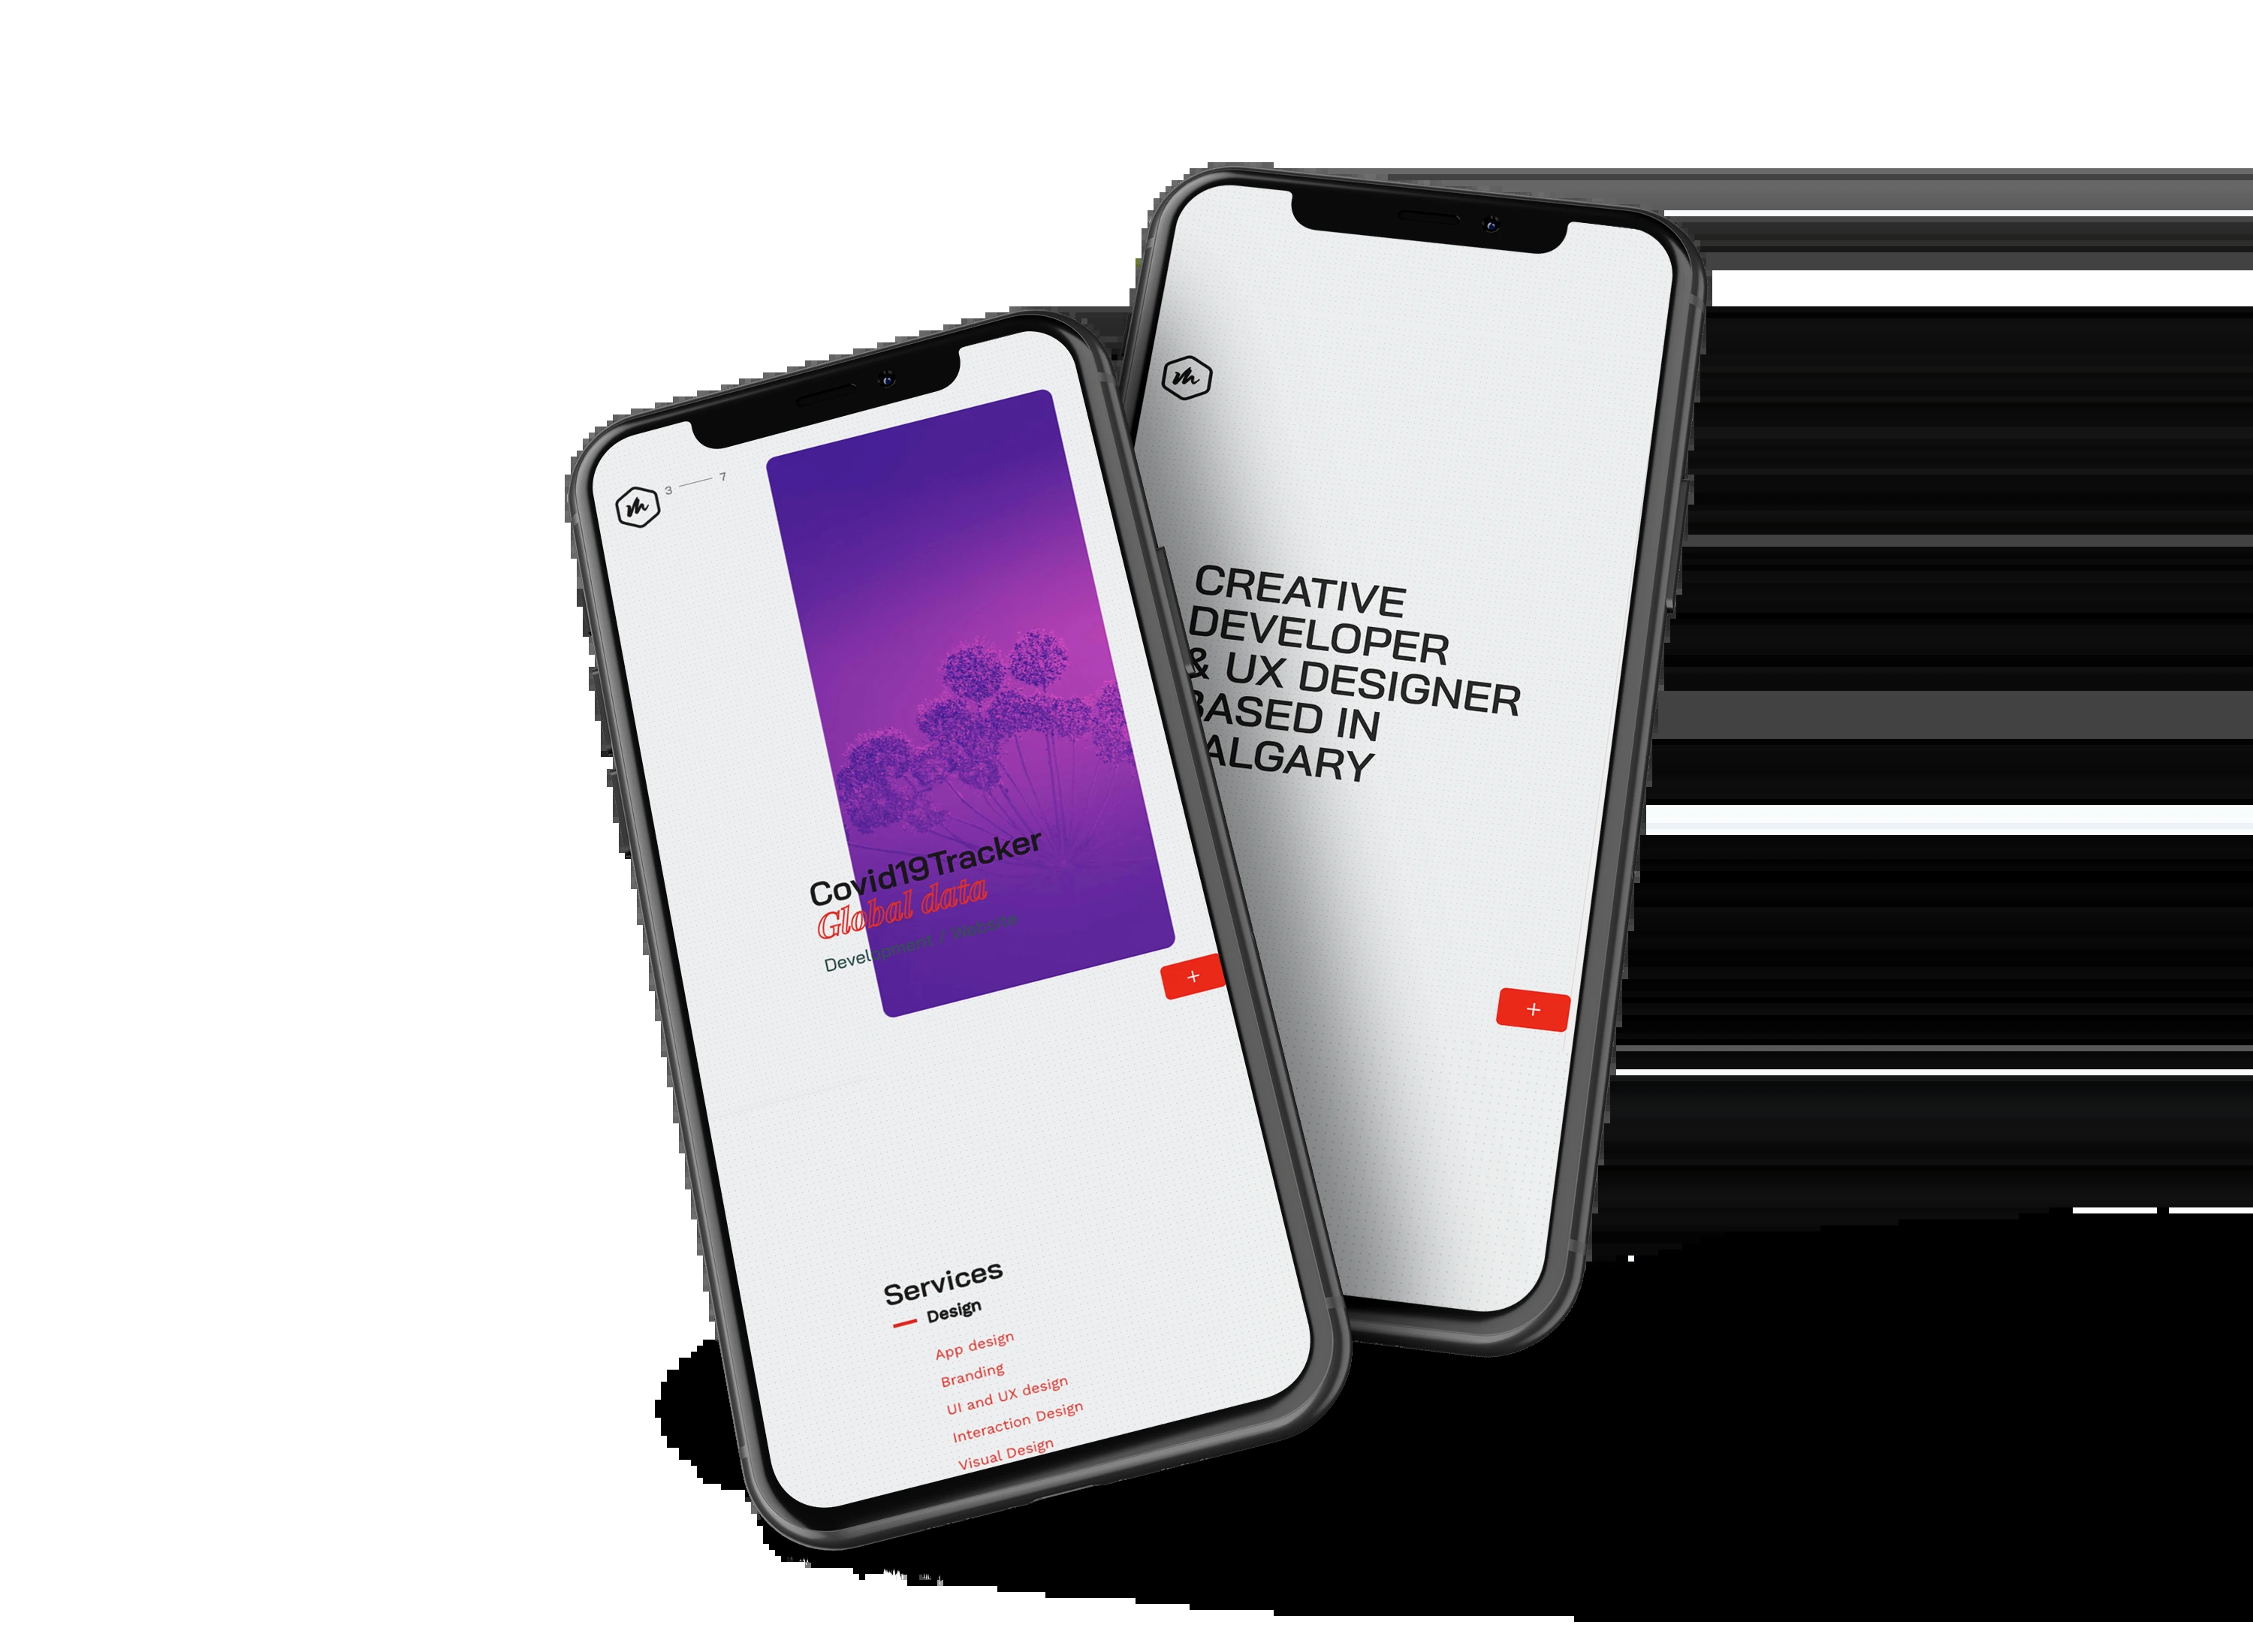 3 — 7
Covid19Tracker
Global data
Development / Website
+
Services
Design
App design
Branding
UI and UX design
Interaction Design
Visual Design
CREATIVE
DEVELOPER
& UX DESIGNER
BASED IN
ALGARY
+